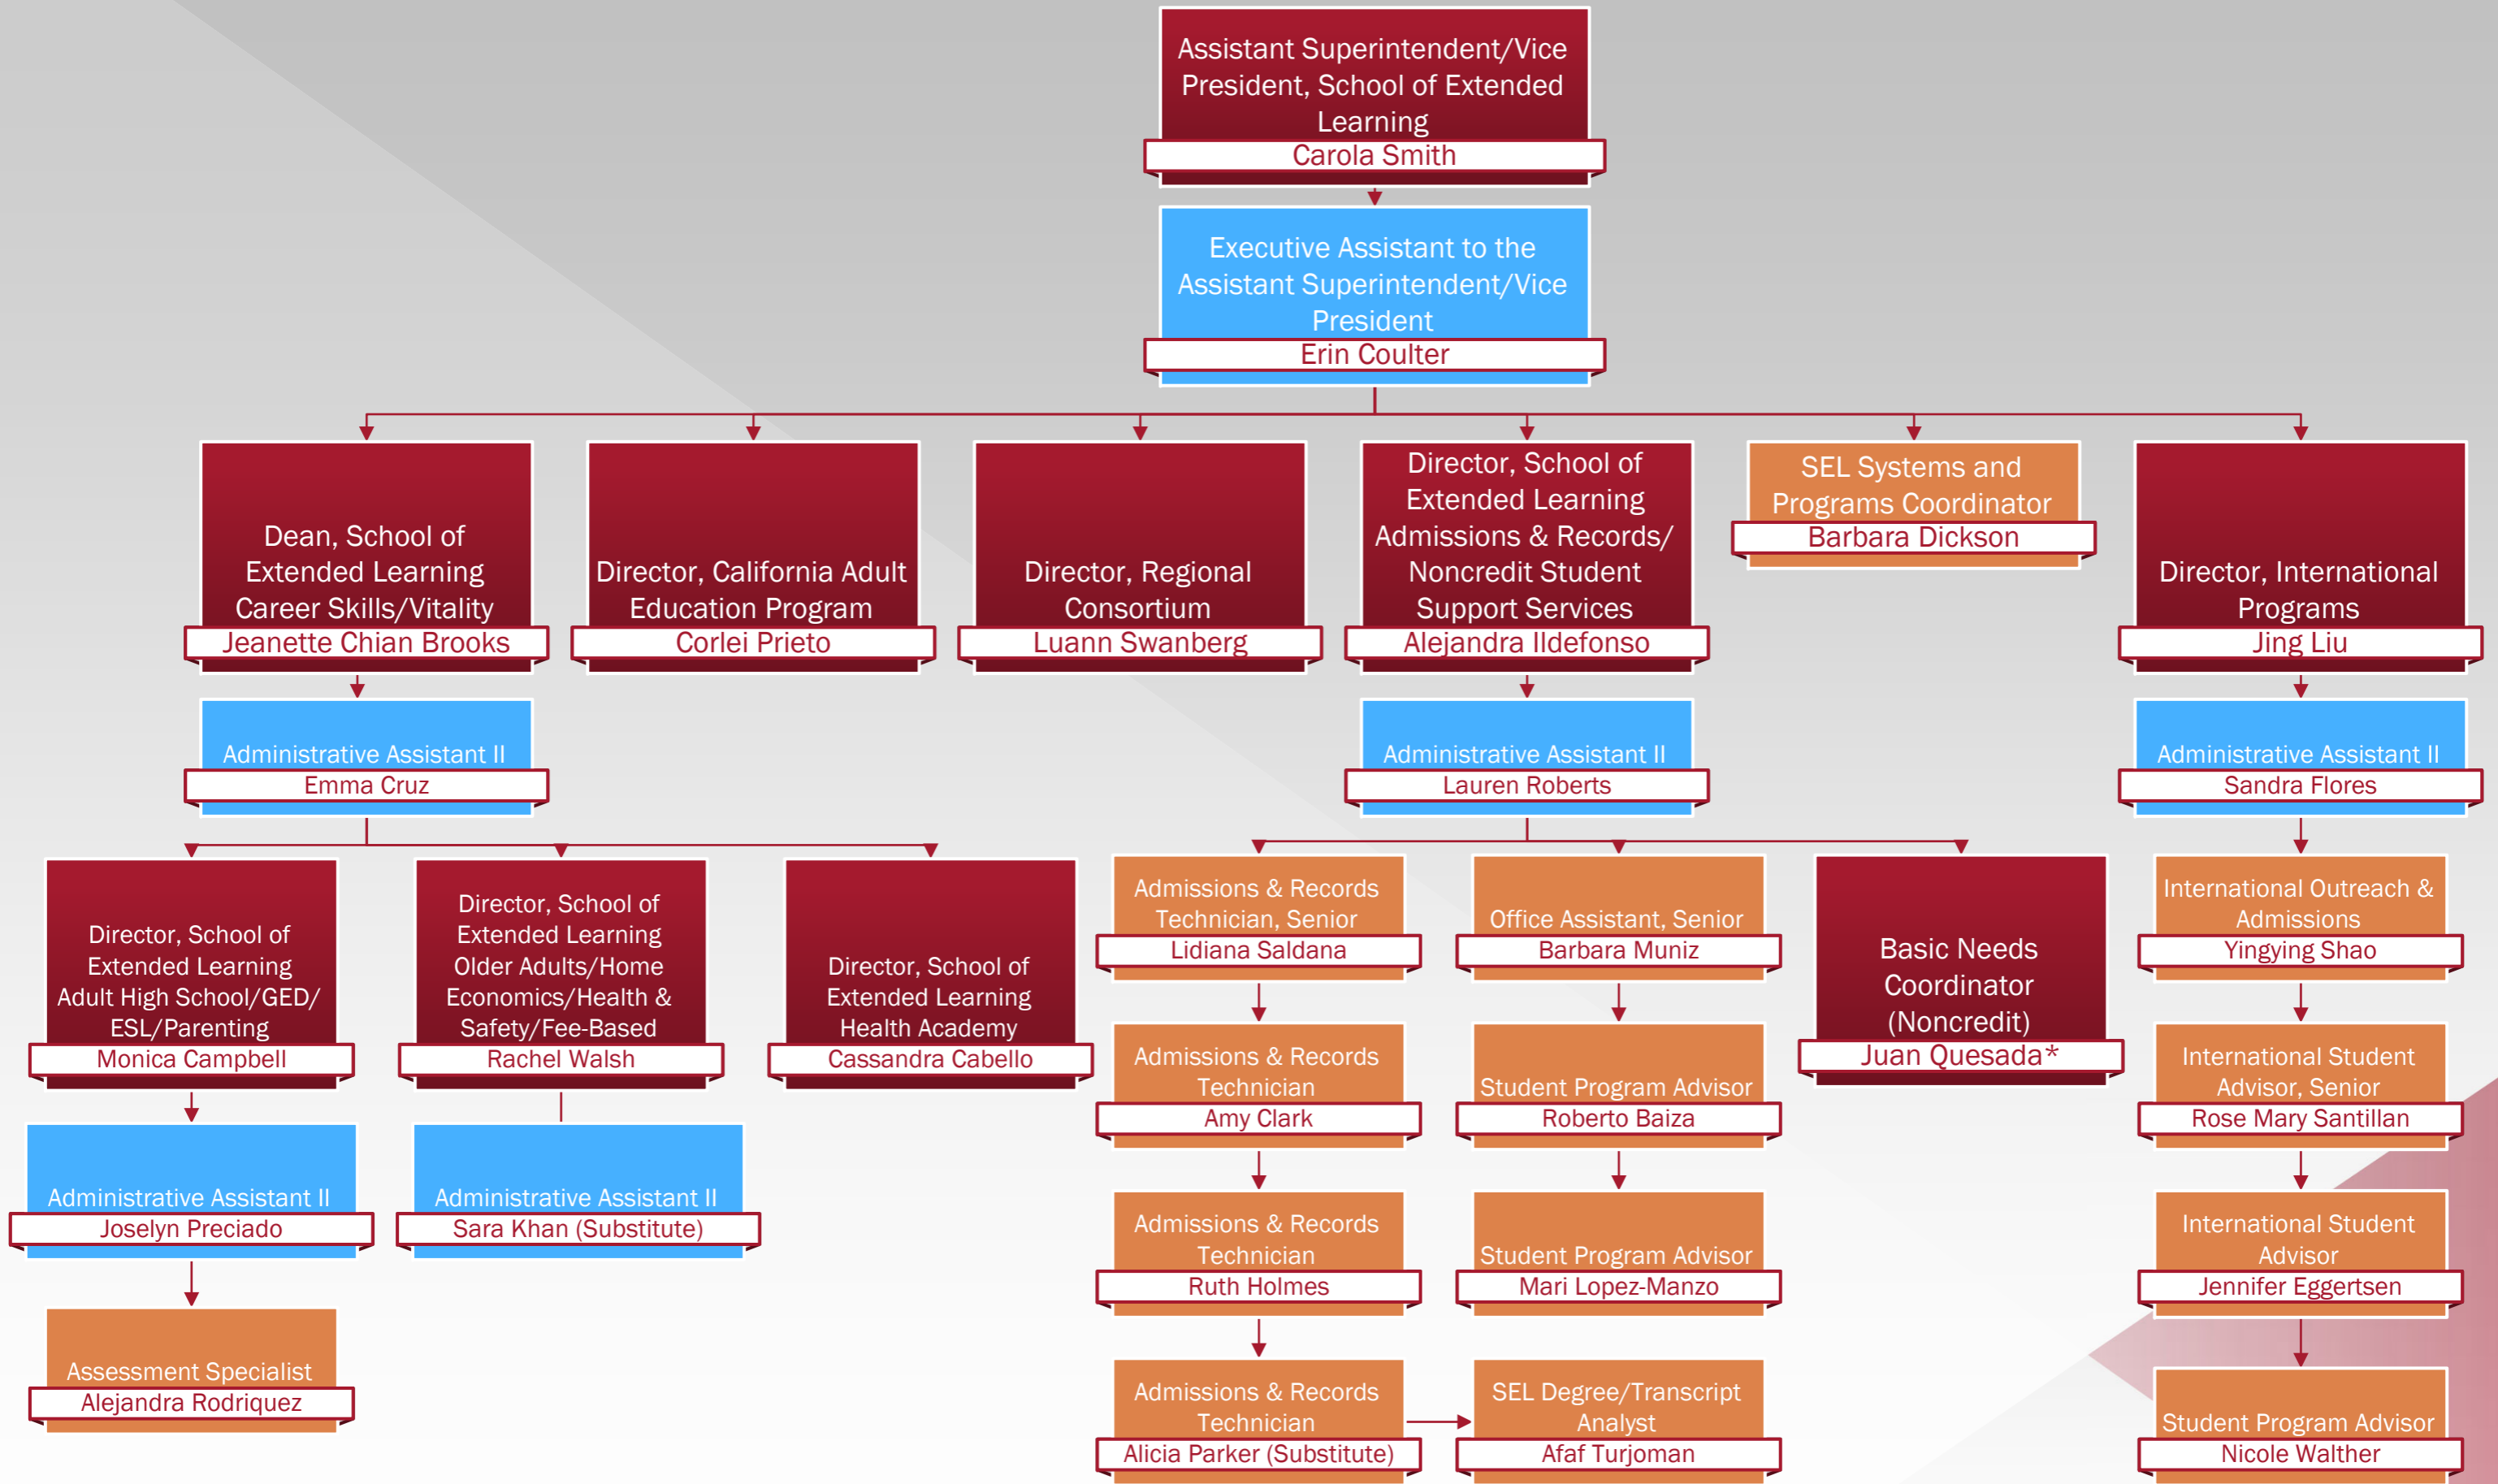 Assistant Superintendent/Vice
President, School of Extended
Learning
Carola Smith
Executive Assistant to the
Assistant Superintendent/Vice
President
Erin Coulter
Dean, School of
Extended Learning
Career Skills/Vitality
Jeanette Chian Brooks
Director, California Adult
Education Program
Corlei Prieto
Director, Regional
Consortium
Luann Swanberg
Director, School of
Extended Learning
Admissions & Records/
Noncredit Student
Support Services
Alejandra Ildefonso
SEL Systems and
Programs Coordinator
Barbara Dickson
Director, International
Programs
Jing Liu
Administrative Assistant II
Emma Cruz
Administrative Assistant II
Lauren Roberts
Administrative Assistant II
Sandra Flores
Director, School of
Extended Learning
Adult High School/GED/
ESL/Parenting
Monica Campbell
Director, School of
Extended Learning
Older Adults/Home
Economics/Health &
Safety/Fee-Based
Rachel Walsh
Director, School of
Extended Learning
Health Academy
Cassandra Cabello
Admissions & Records
Technician, Senior
Lidiana Saldana
Office Assistant, Senior
Barbara Muniz
Basic Needs
Coordinator
(Noncredit)
Juan Quesada*
International Outreach &
Admissions
Yingying Shao
Admissions & Records
Technician
Amy Clark
Student Program Advisor
Roberto Baiza
International Student
Advisor, Senior
Rose Mary Santillan
Administrative Assistant II
Joselyn Preciado
Administrative Assistant II
Sara Khan (Substitute)
Admissions & Records
Technician
Ruth Holmes
Student Program Advisor
Mari Lopez-Manzo
International Student
Advisor
Jennifer Eggertsen
Assessment Specialist
Alejandra Rodriquez
Admissions & Records
Technician
Alicia Parker (Substitute)
SEL Degree/Transcript
Analyst
Afaf Turjoman
Student Program Advisor
Nicole Walther